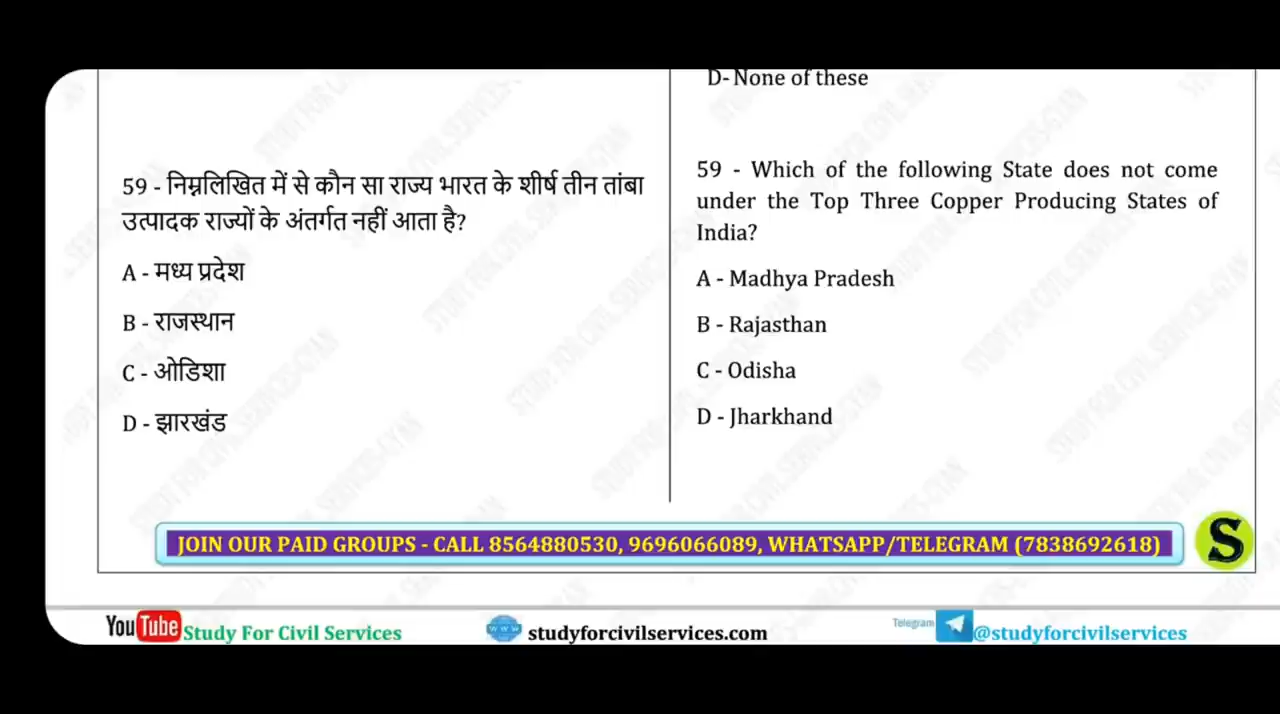 59 - निम्नलिखित में से कौन सा राज्य भारत के शीर्ष तीन तांबा
उत्पादक राज्यों के अंतर्गत नहीं आता है?
A - मध्य प्रदेश
B - राजस्थान
C - ओडिशा
D - झारखंड
D- None of these
59 - Which of the following State does not come
under the Top Three Copper Producing States of
India?
A - Madhya Pradesh
B - Rajasthan
C - Odisha
D - Jharkhand
JOIN OUR PAID GROUPS - CALL 8564880530, 9696066089, WHATSAPP/TELEGRAM (7838692618)
S
YouTube Study For Civil Services
www studyforcivilservices.com
Telegram @studyforcivilservices